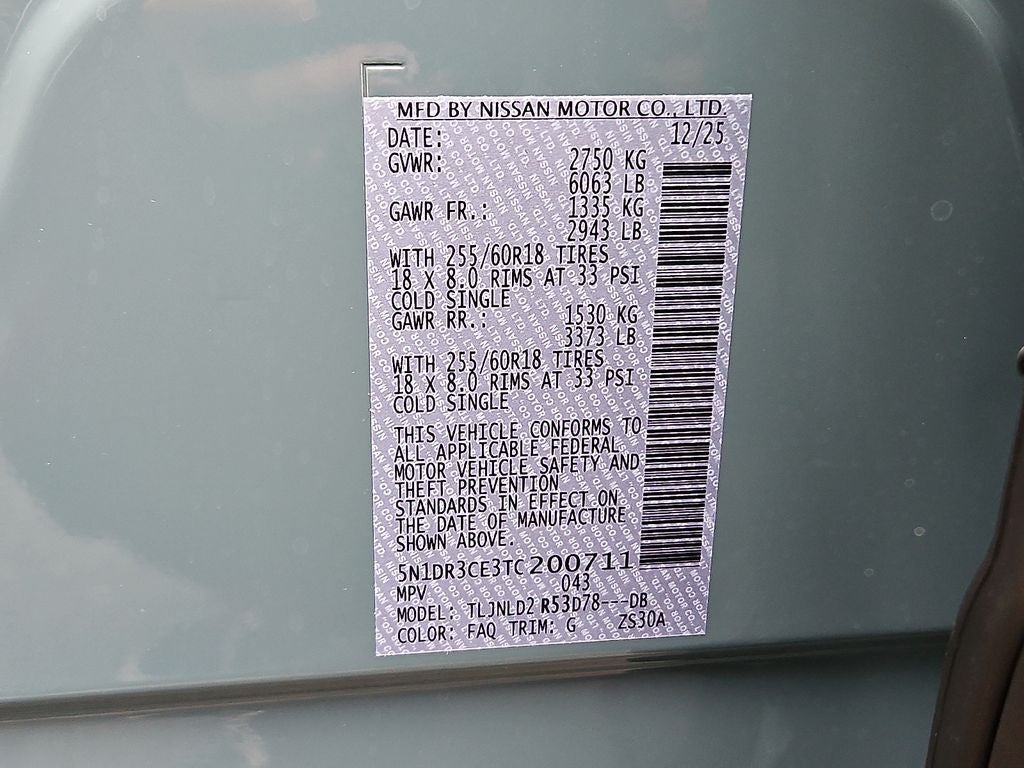 MFD BY NISSAN MOTOR CO., LTD.
DATE: 12/25
GVWR: 2750 KG
6063 LB
GAWR FR.: 1335 KG
2943 LB
WITH 255/60R18 TIRES
18 X 8.0 RIMS AT 33 PSI
COLD SINGLE
GAWR RR.: 1530 KG
3373 LB
WITH 255/60R18 TIRES
18 X 8.0 RIMS AT 33 PSI
COLD SINGLE
THIS VEHICLE CONFORMS TO
ALL APPLICABLE FEDERAL
MOTOR VEHICLE SAFETY AND
THEFT PREVENTION
STANDARDS IN EFFECT ON
THE DATE OF MANUFACTURE
SHOWN ABOVE.
5N1DR3CE3TC200711
MPV 043
MODEL: TLJNLD2 R53D78---DB
COLOR: FAQ TRIM: G ZS30A